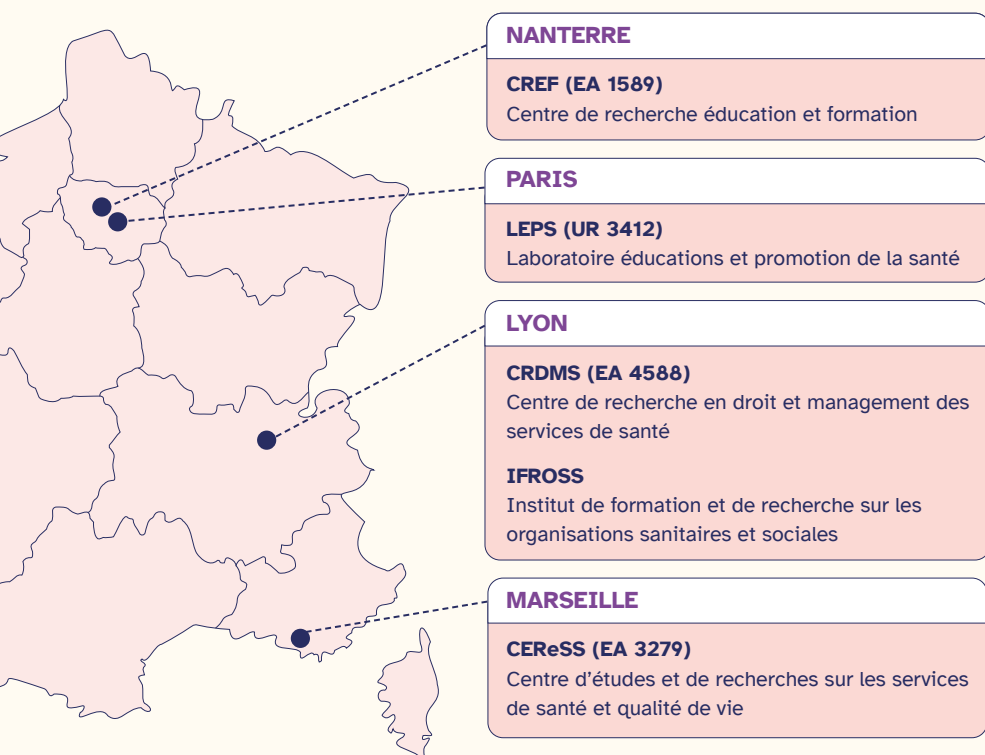 NANTERRE
CREF (EA 1589)
Centre de recherche éducation et formation
PARIS
LEPS (UR 3412)
Laboratoire éducations et promotion de la santé
LYON
CRDMS (EA 4588)
Centre de recherche en droit et management des
services de santé
IFROSS
Institut de formation et de recherche sur les
organisations sanitaires et sociales
MARSEILLE
CEReSS (EA 3279)
Centre d’études et de recherches sur les services
de santé et qualité de vie